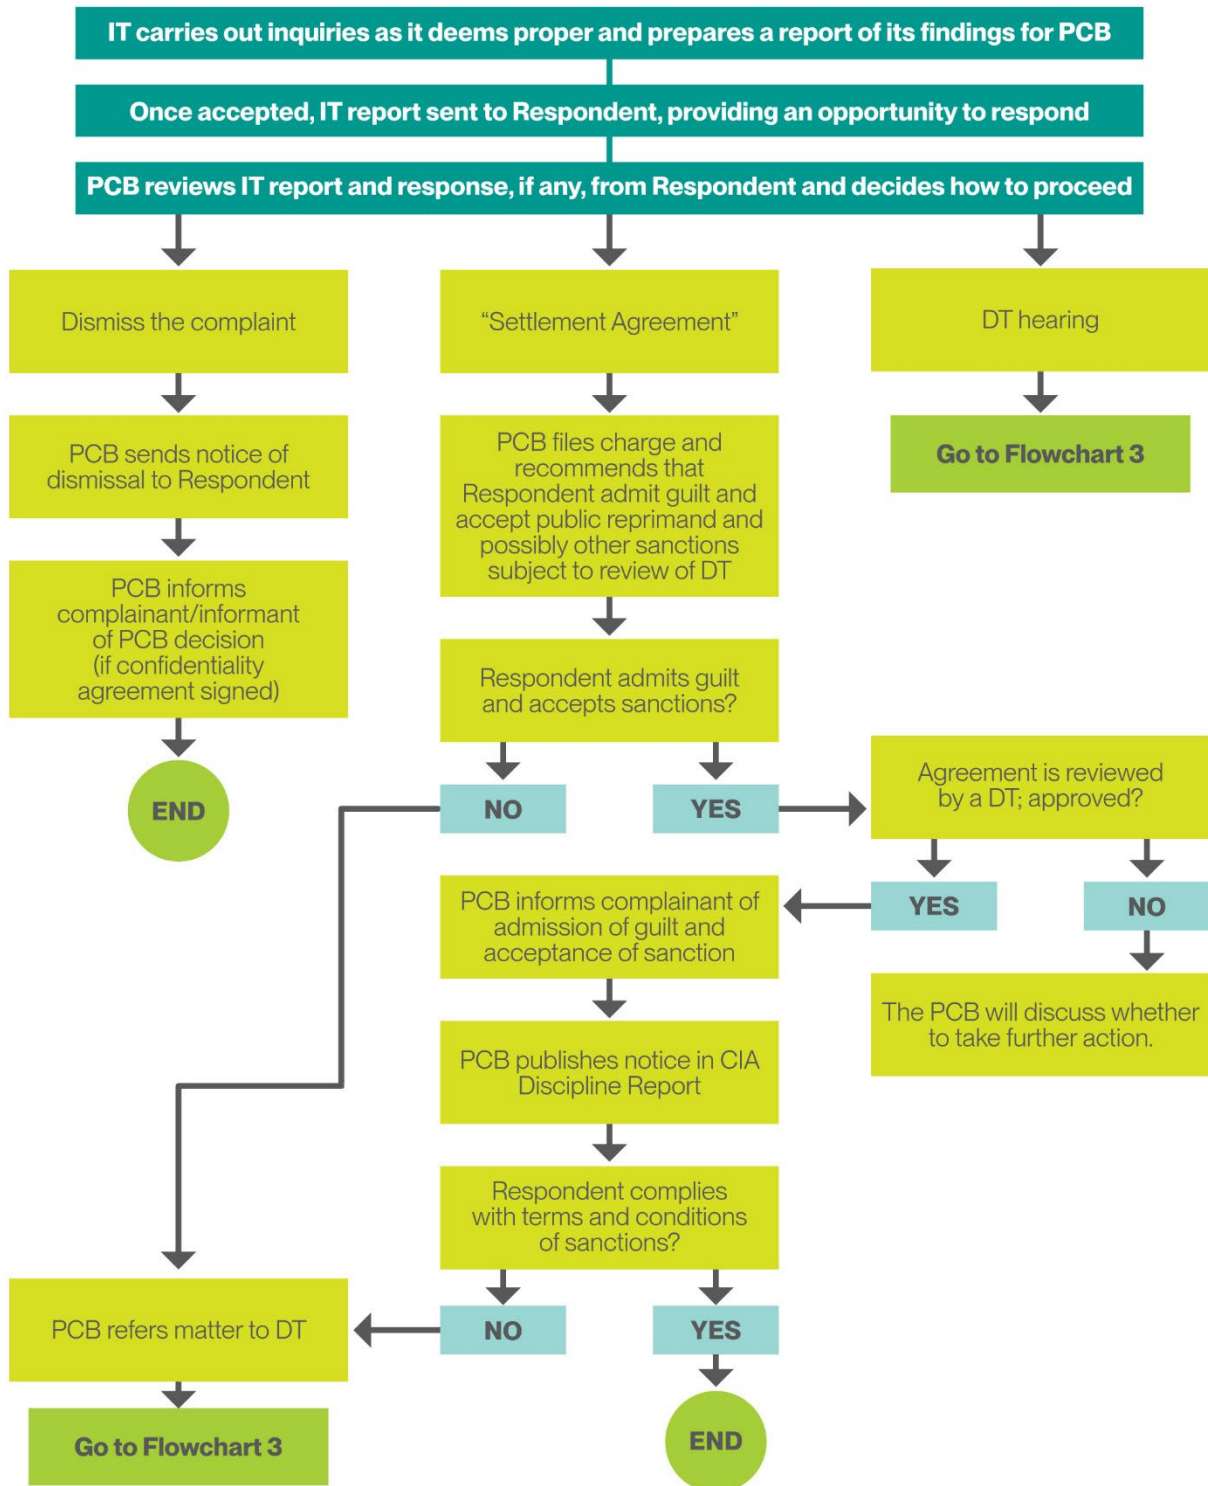 IT carries out inquiries as it deems proper and prepares a report of its findings for PCB
Once accepted, IT report sent to Respondent, providing an opportunity to respond
PCB reviews IT report and response, if any, from Respondent and decides how to proceed
Dismiss the complaint
PCB sends notice of
dismissal to Respondent
PCB informs
complainant/informant
of PCB decision
(if confidentiality
agreement signed)
END
“Settlement Agreement”
PCB files charge and
recommends that
Respondent admit guilt and
accept public reprimand and
possibly other sanctions
subject to review of DT
Respondent admits guilt
and accepts sanctions?
NO
YES
DT hearing
Go to Flowchart 3
Agreement is reviewed
by a DT; approved?
YES
NO
The PCB will discuss whether
to take further action.
PCB informs complainant of
admission of guilt and
acceptance of sanction
PCB publishes notice in CIA
Discipline Report
Respondent complies
with terms and conditions
of sanctions?
NO
YES
END
PCB refers matter to DT
Go to Flowchart 3